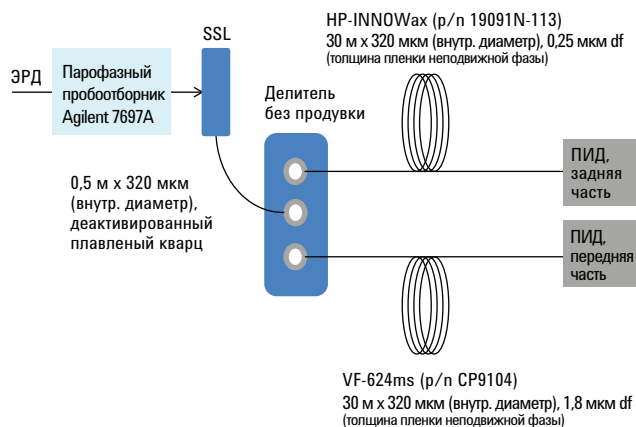 HP-INNOWax (p/n 19091N-113)
30 м x 320 мкм (внутр. диаметр), 0,25 мкм df
(толщина пленки неподвижной фазы)
SSL
ЭРД
Парофазный
пробоотборник
Agilent 7697A
Делитель
без продувки
ПИД,
задняя
часть
0,5 м x 320 мкм
(внутр. диаметр),
деактивированный
плавленый кварц
ПИД,
передняя
часть
VF-624ms (p/n CP9104)
30 м x 320 мкм (внутр. диаметр), 1,8 мкм df
(толщина пленки неподвижной фазы)